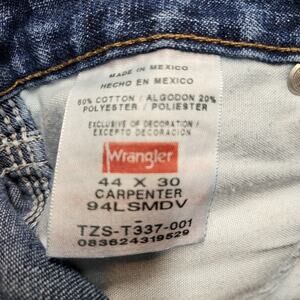 MADE IN MEXICO
HECHO EN MEXICO
80% COTTON / ALGODON 20%
POLYESTER / POLIESTER
EXCLUSIVE OF DECORATION /
EXCEPTO DECORACION
Wrangler
44 X 30
CARPENTER
94LSMDV
-
TZS-T337-001
083624319529